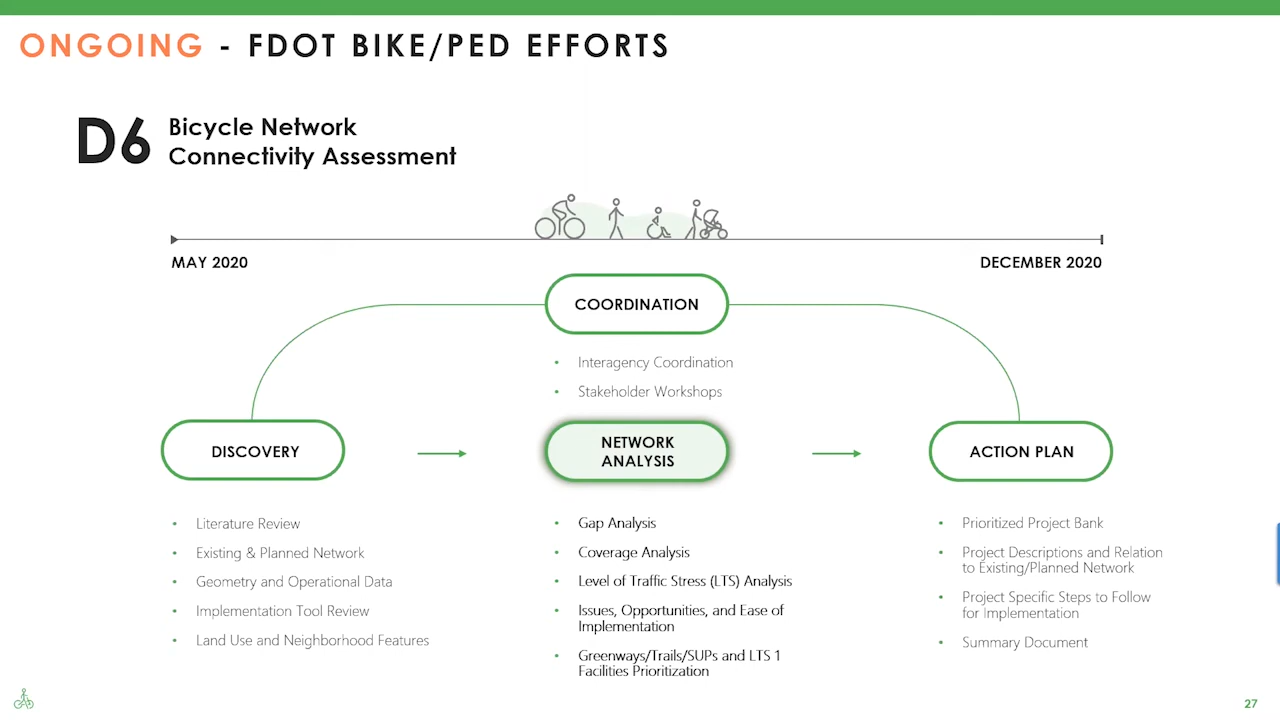 ONGOING - FDOT BIKE/PED EFFORTS
D6 Bicycle Network
Connectivity Assessment
MAY 2020
DECEMBER 2020
COORDINATION
• Interagency Coordination
• Stakeholder Workshops
DISCOVERY
• Literature Review
• Existing & Planned Network
• Geometry and Operational Data
• Implementation Tool Review
• Land Use and Neighborhood Features
NETWORK
ANALYSIS
• Gap Analysis
• Coverage Analysis
• Level of Traffic Stress (LTS) Analysis
• Issues, Opportunities, and Ease of
Implementation
• Greenways/Trails/SUPs and LTS 1
Facilities Prioritization
ACTION PLAN
• Prioritized Project Bank
• Project Descriptions and Relation
to Existing/Planned Network
• Project Specific Steps to Follow
for Implementation
• Summary Document
27